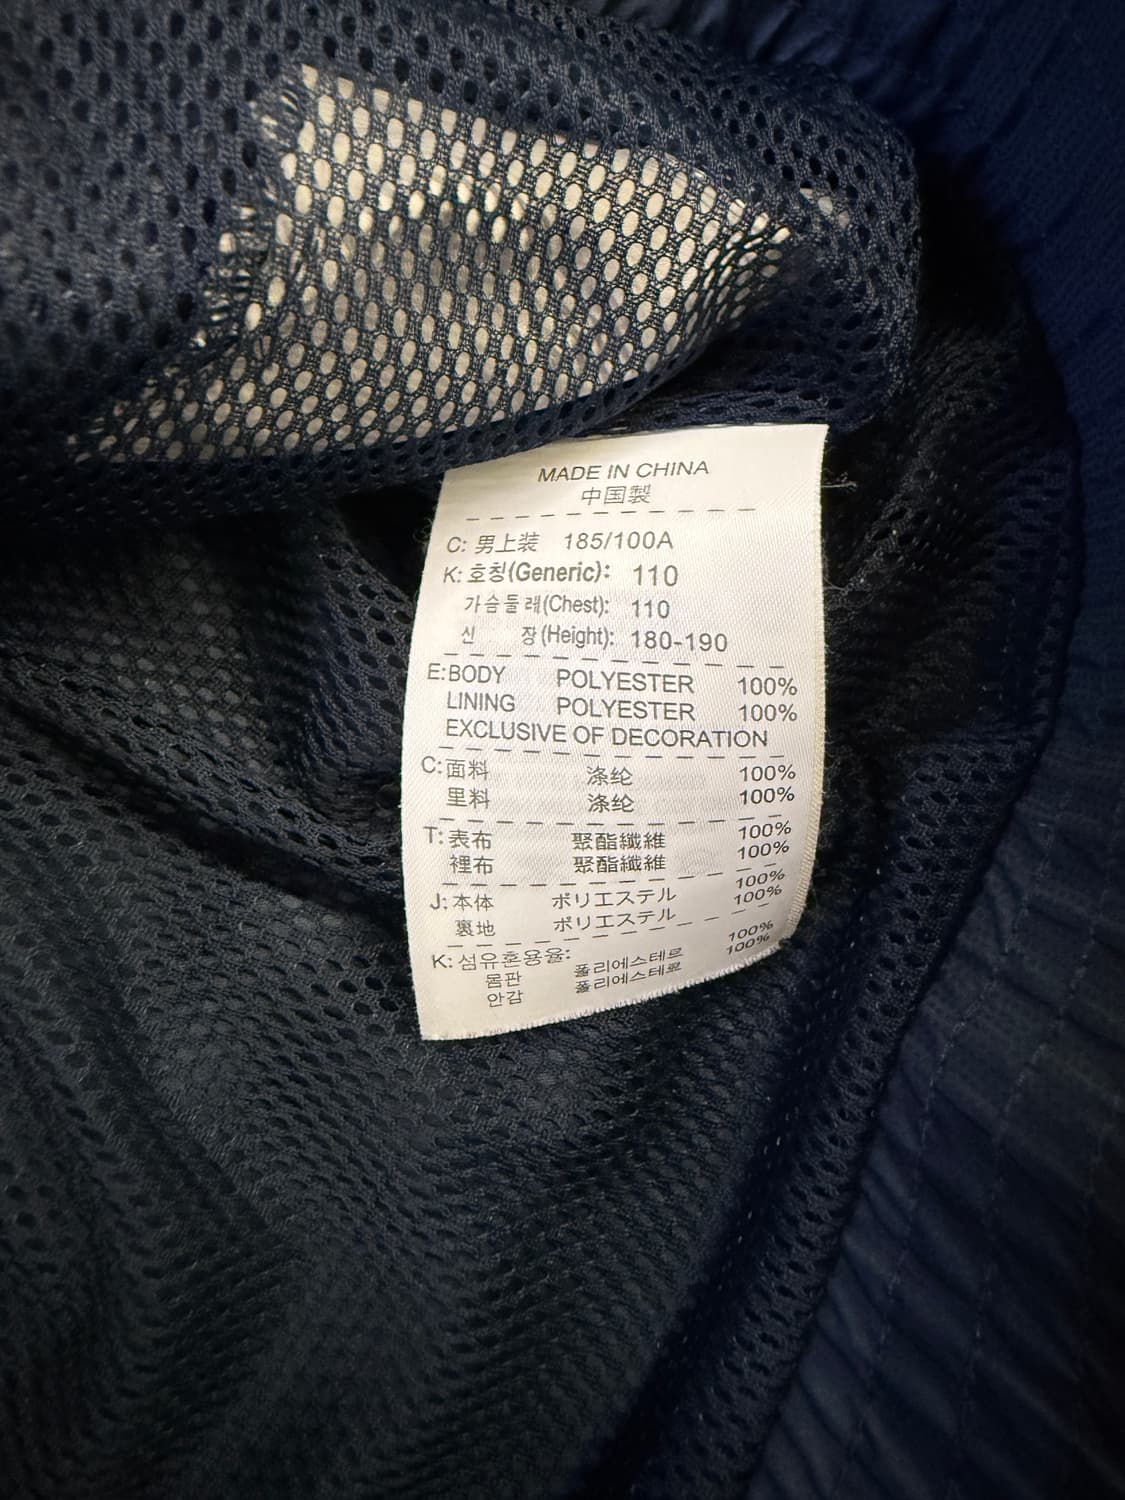 MADE IN CHINA
中国製
C: 男上装 185/100A
K: 호칭(Generic): 110
가슴둘레(Chest): 110
신 장(Height): 180-190
E: BODY POLYESTER 100%
LINING POLYESTER 100%
EXCLUSIVE OF DECORATION
C: 面料 涤纶 100%
里料 涤纶 100%
T: 表布 聚酯纖維 100%
裡布 聚酯纖維 100%
J: 本体 ポリエステル 100%
裏地 ポリエステル 100%
K: 섬유혼용율:
몸판 폴리에스테르 100%
안감 폴리에스테르 100%